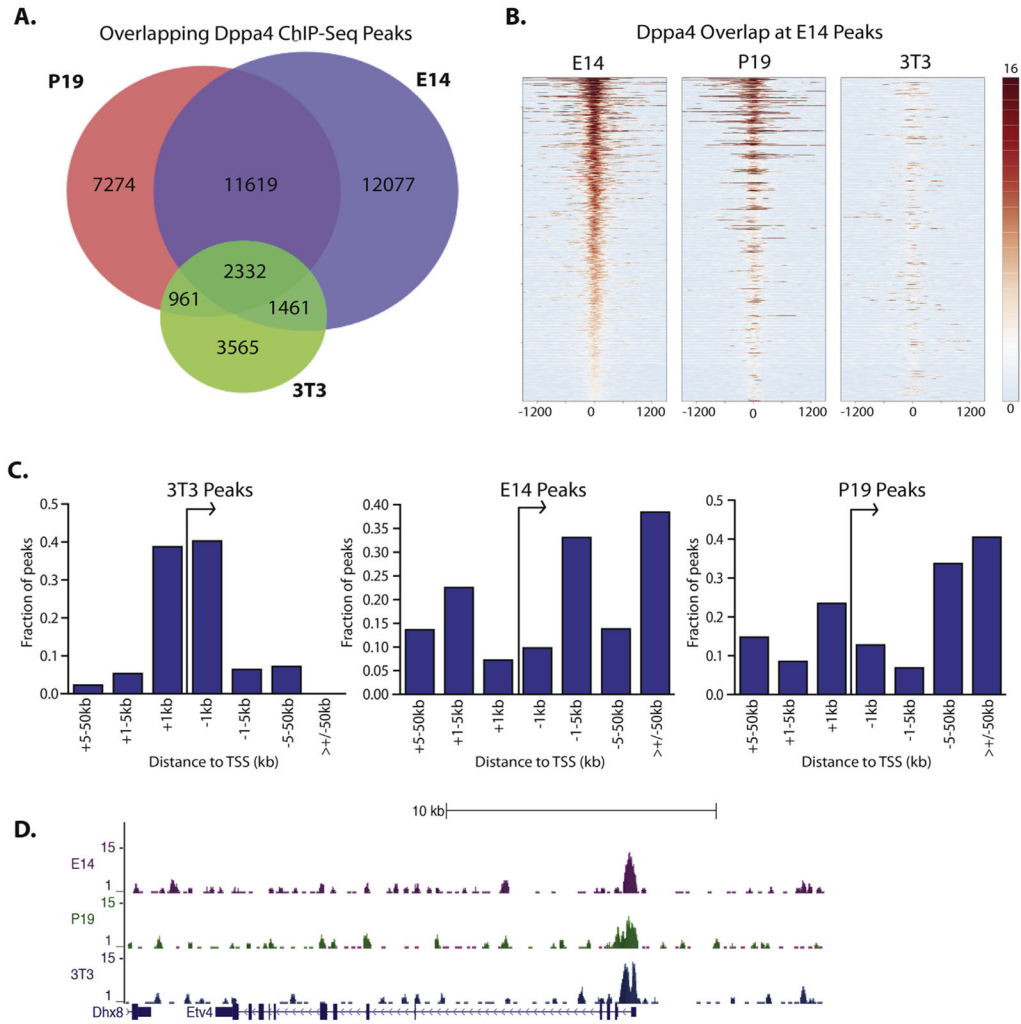 A.
Overlapping Dppa4 ChIP-Seq Peaks
P19
E14
7274
11619
12077
2332
961
1461
3565
3T3
B.
Dppa4 Overlap at E14 Peaks
E14
P19
3T3
16
0
-1200 0 1200
-1200 0 1200
-1200 0 1200
C.
3T3 Peaks
Fraction of peaks
0.5
0.4
0.3
0.2
0.1
0.0
+5-50kb
+1-5kb
+1kb
-1kb
-1-5kb
-5-50kb
>+/-50kb
Distance to TSS (kb)
E14 Peaks
Fraction of peaks
0.40
0.35
0.30
0.25
0.20
0.15
0.10
0.05
0.00
+5-50kb
+1-5kb
+1kb
-1kb
-1-5kb
-5-50kb
>+/-50kb
Distance to TSS (kb)
P19 Peaks
Fraction of peaks
0.5
0.4
0.3
0.2
0.1
0.0
+5-50kb
+1-5kb
+1kb
-1kb
-1-5kb
-5-50kb
>+/-50kb
Distance to TSS (kb)
D.
10 kb
15
E14
1
15
P19
1
15
3T3
1
Dhx8 Etv4